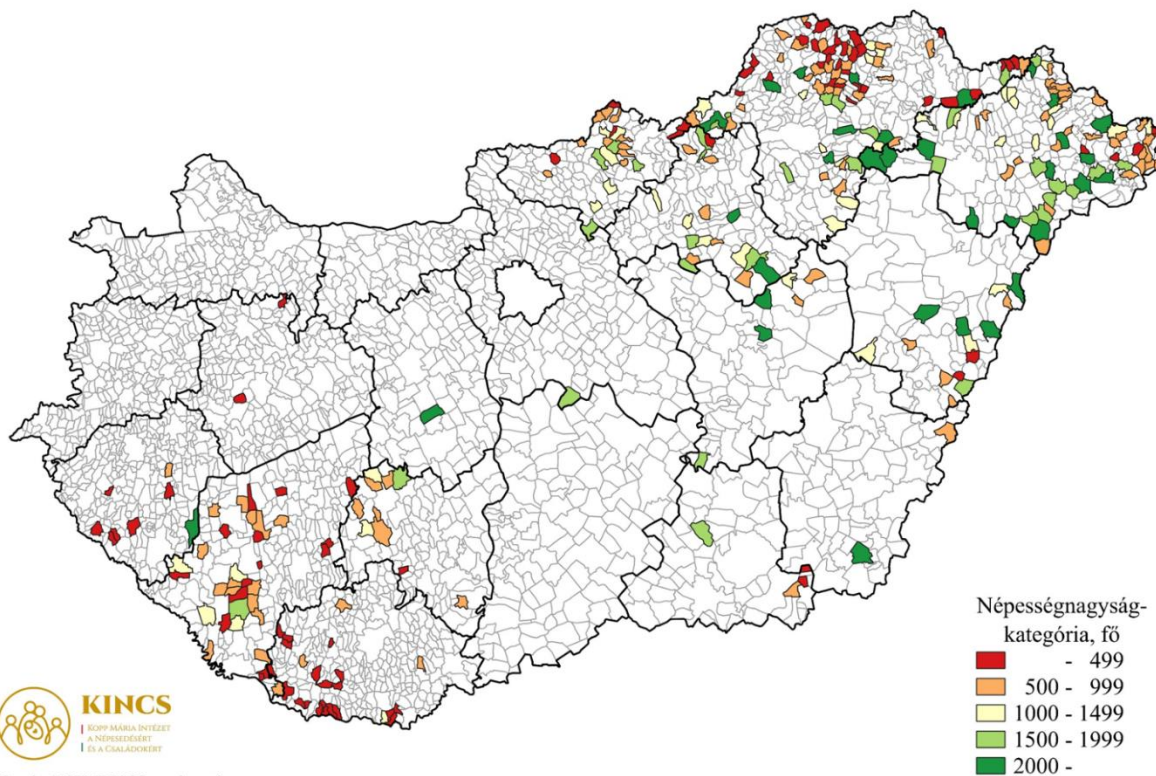 Népességnagyság-
kategória, fő
- 499
500 - 999
1000 - 1499
1500 - 1999
2000 -
KINCS
KOPP MÁRIA INTÉZET
A NÉPESEDÉSÉRT
ÉS A CSALÁDOKÉRT